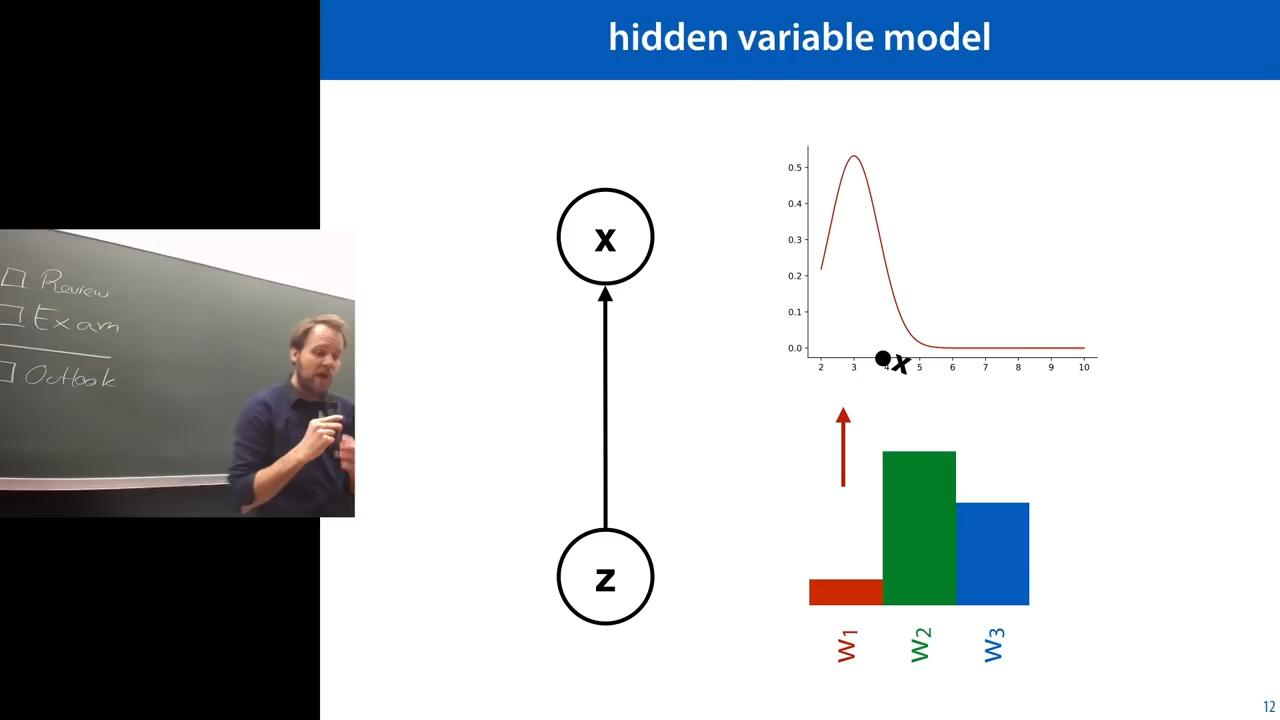 hidden variable model
Review
Exam
Outlook
x
z
0.5
0.4
0.3
0.2
0.1
0.0
2 3 4 5 6 7 8 9 10
x
w1 w2 w3
12